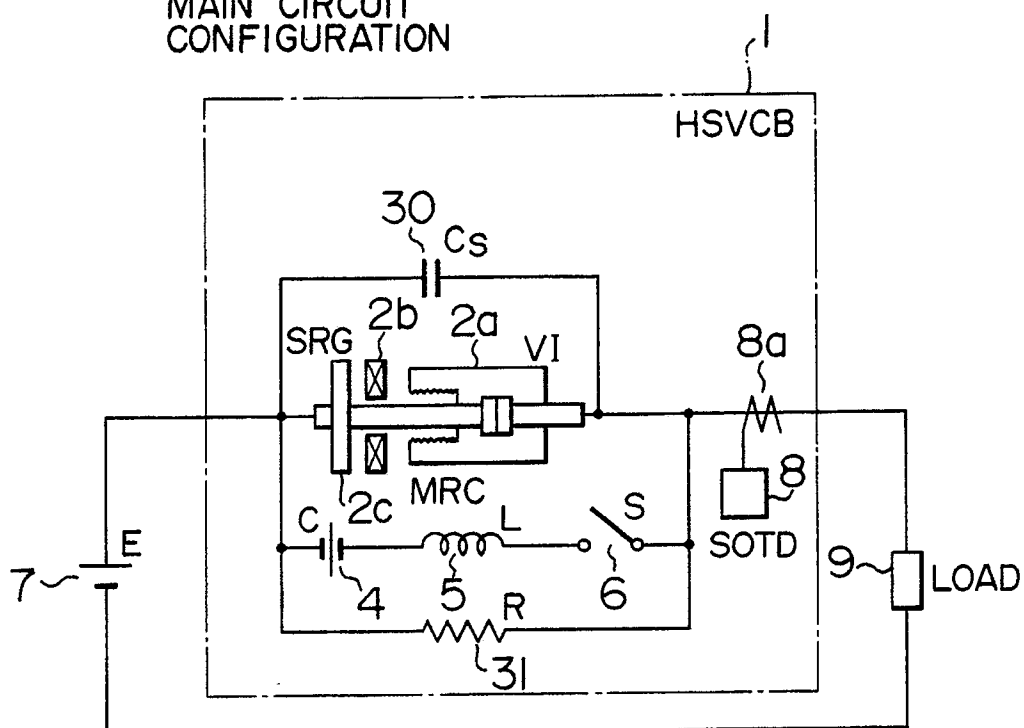 MAIN CIRCUIT
CONFIGURATION
1
HSVCB
30
Cs
2b
2a
SRG
VI
8a
MRC
8
2c
C
L
S
SOTD
E
7
4
5
6
9
LOAD
R
31